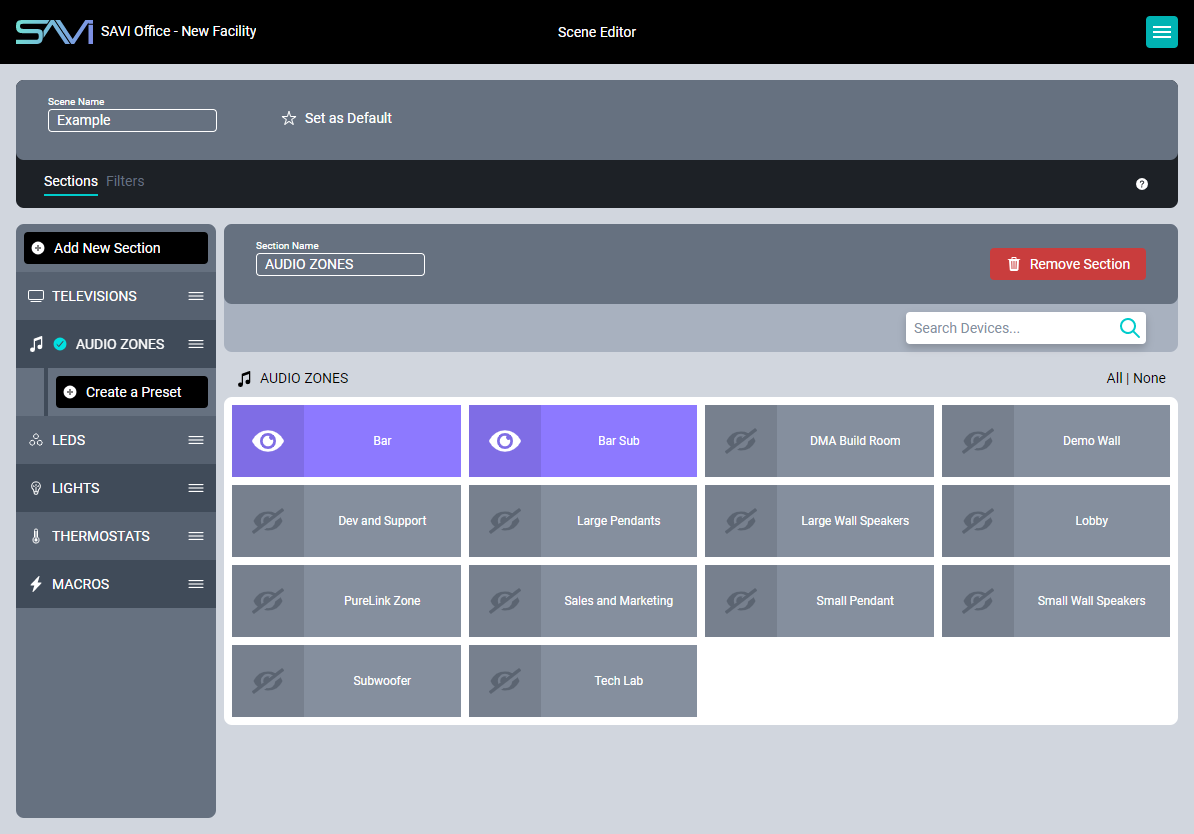 SAVI SAVI Office - New Facility
Scene Editor
Scene Name
Example
Set as Default
Sections Filters
?
Add New Section
TELEVISIONS
AUDIO ZONES
Create a Preset
LEDS
LIGHTS
THERMOSTATS
MACROS
Section Name
AUDIO ZONES
Remove Section
Search Devices...
AUDIO ZONES
All | None
Bar
Bar Sub
DMA Build Room
Demo Wall
Dev and Support
Large Pendants
Large Wall Speakers
Lobby
PureLink Zone
Sales and Marketing
Small Pendant
Small Wall Speakers
Subwoofer
Tech Lab